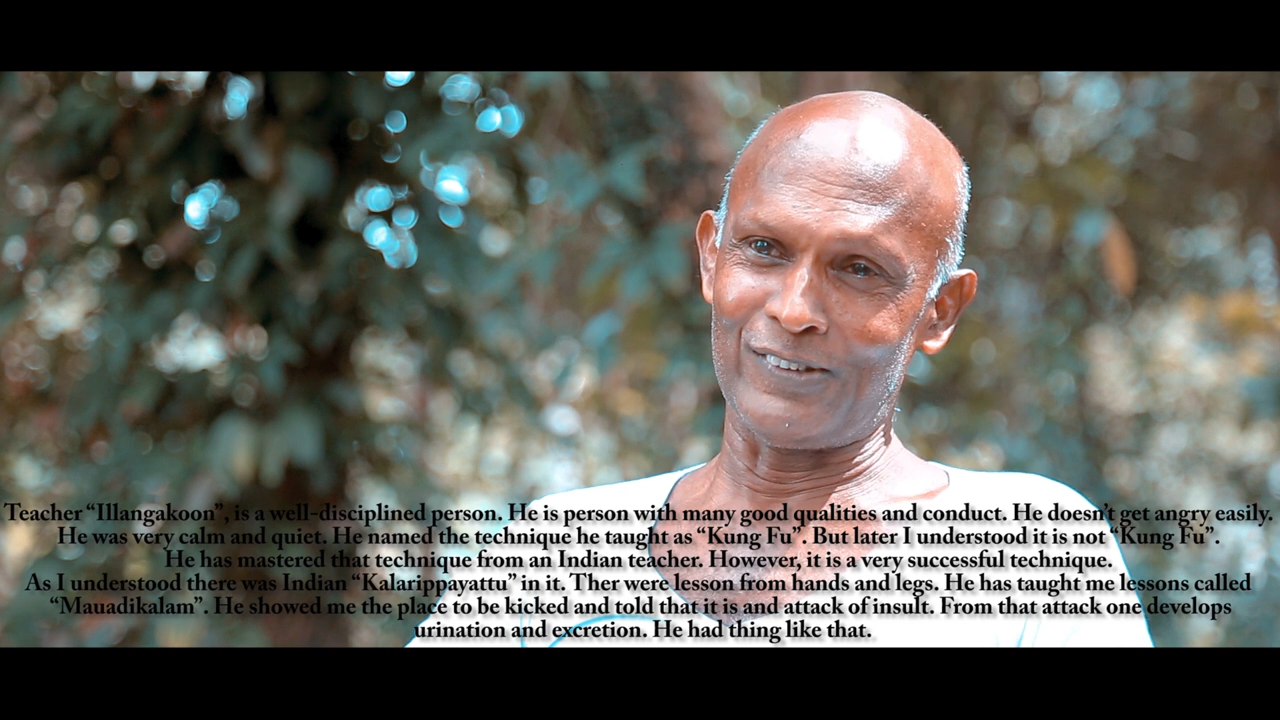 Teacher “Illangakoon”, is a well-disciplined person. He is person with many good qualities and conduct. He doesn’t get angry easily.
He was very calm and quiet. He named the technique he taught as “Kung Fu”. But later I understood it is not “Kung Fu”.
He has mastered that technique from an Indian teacher. However, it is a very successful technique.
As I understood there was Indian “Kalarippayattu” in it. Ther were lesson from hands and legs. He has taught me lessons called
“Mauadikalam”. He showed me the place to be kicked and told that it is and attack of insult. From that attack one develops
urination and excretion. He had thing like that.